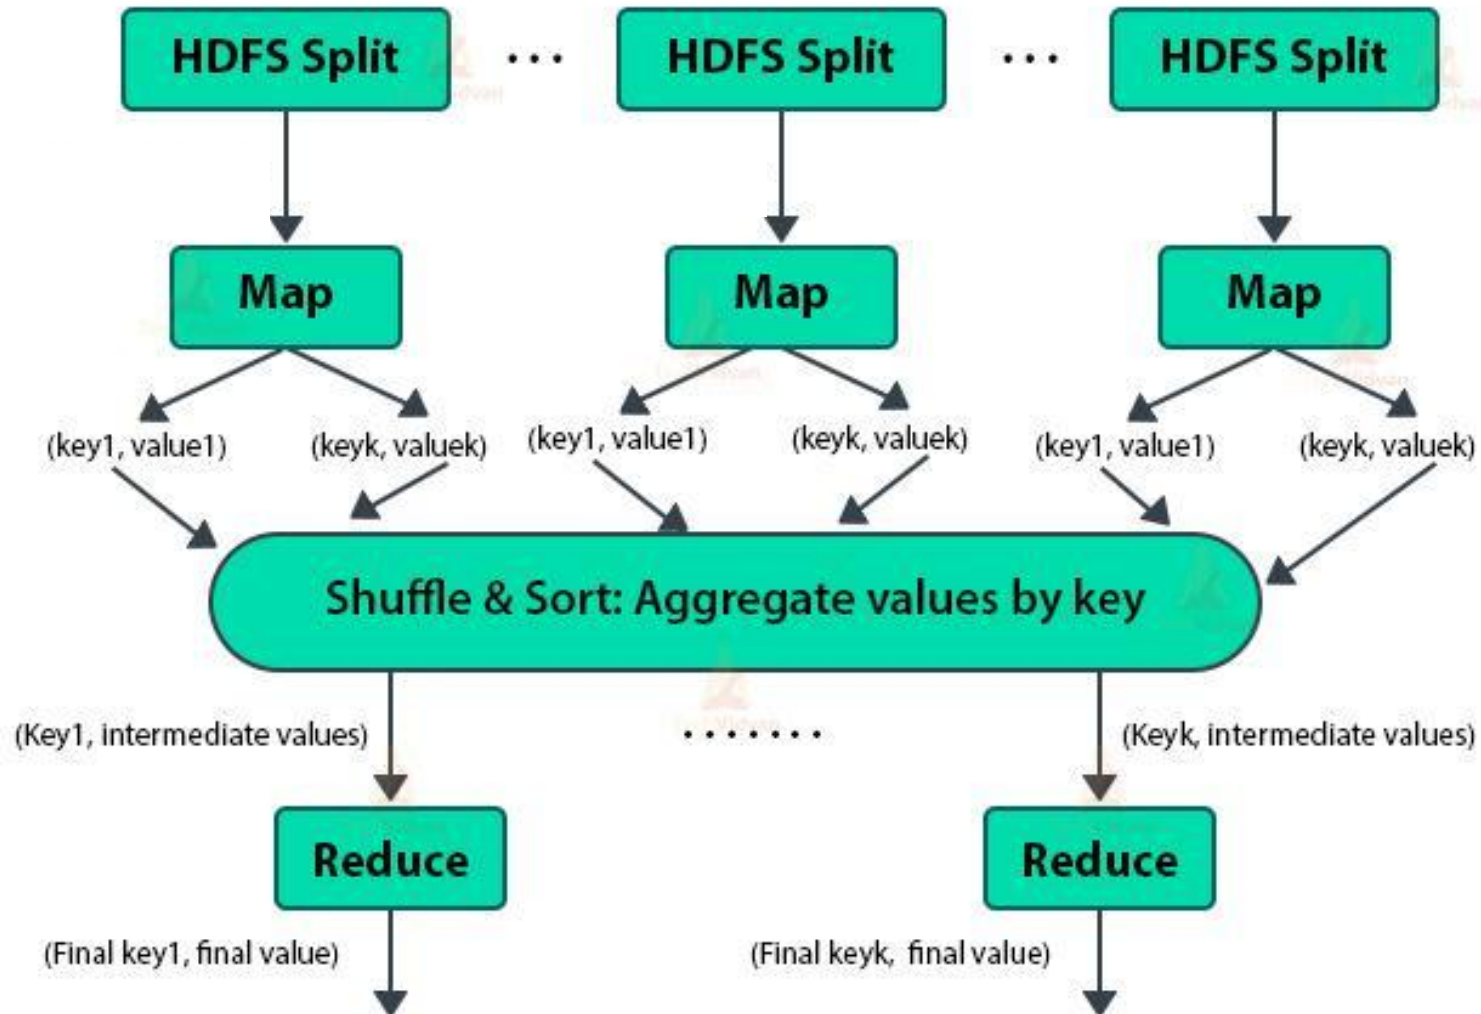 HDFS Split ... HDFS Split ... HDFS Split
Map Map Map
(key1, value1) (keyk, valuek) (key1, value1) (keyk, valuek) (key1, value1) (keyk, valuek)
Shuffle & Sort: Aggregate values by key
(Key1, intermediate values) ....... (Keyk, intermediate values)
Reduce Reduce
(Final key1, final value) (Final keyk, final value)